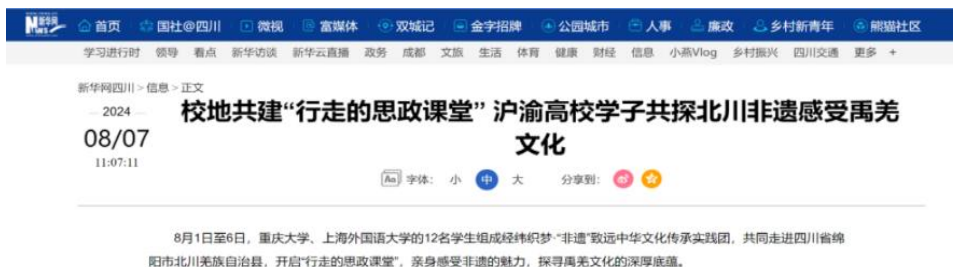 新华网 首页 国社@四川 微视 富媒体 双城记 金字招牌 公园城市 人事 廉政 乡村新青年 熊猫社区
NEWS
学习进行时 领导 看点 新华访谈 新华云直播 政务 成都 文旅 生活 体育 健康 财经 信息 小燕Vlog 乡村振兴 四川交通 更多 +
新华网四川 > 信息 > 正文
2024
08/07
11:07:11
校地共建“行走的思政课堂” 沪渝高校学子共探北川非遗感受禹羌
文化
Aa 字体: 小 中 大 分享到:
8月1日至6日，重庆大学、上海外国语大学的12名学生组成经纬织梦·“非遗”致远中华文化传承实践团，共同走进四川省绵
阳市北川羌族自治县，开启“行走的思政课堂”，亲身感受非遗的魅力，探寻禹羌文化的深厚底蕴。